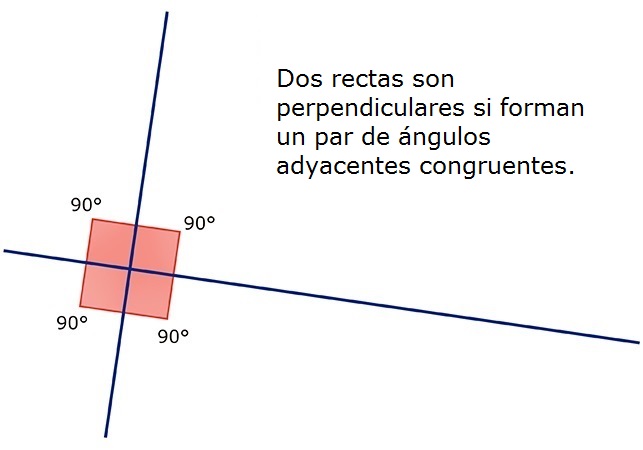 Dos rectas son
perpendiculares si forman
un par de ángulos
adyacentes congruentes.
90°
90°
90°
90°